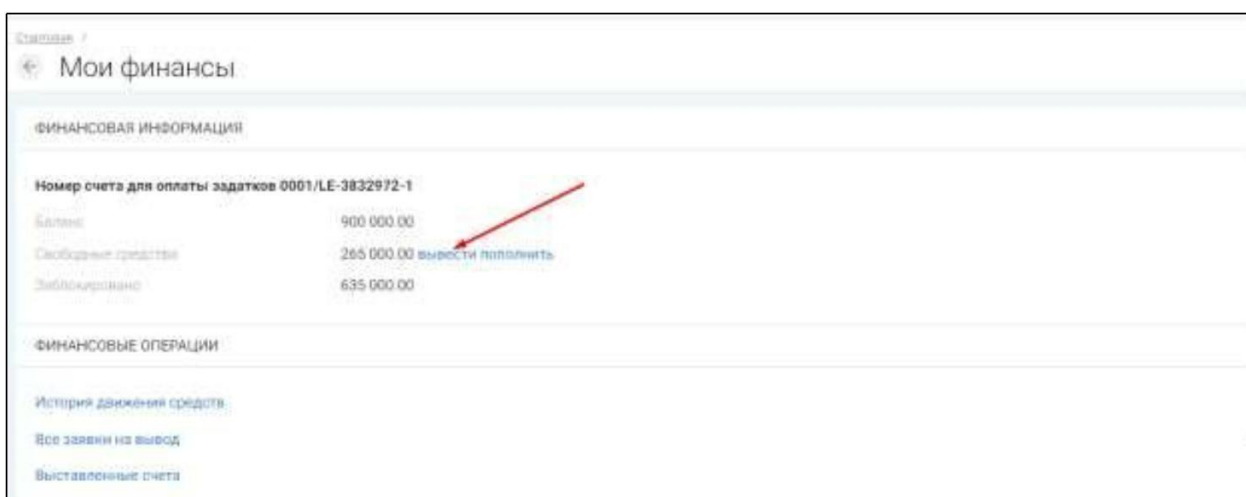 Стартовая /
Мои финансы
ФИНАНСОВАЯ ИНФОРМАЦИЯ
Номер счета для оплаты задатков 0001/LE-3832972-1
Баланс 900 000.00
Свободные средства 265 000.00 вывести пополнить
Заблокировано 635 000.00
ФИНАНСОВЫЕ ОПЕРАЦИИ
История движения средств
Все заявки на вывод
Выставленные счета